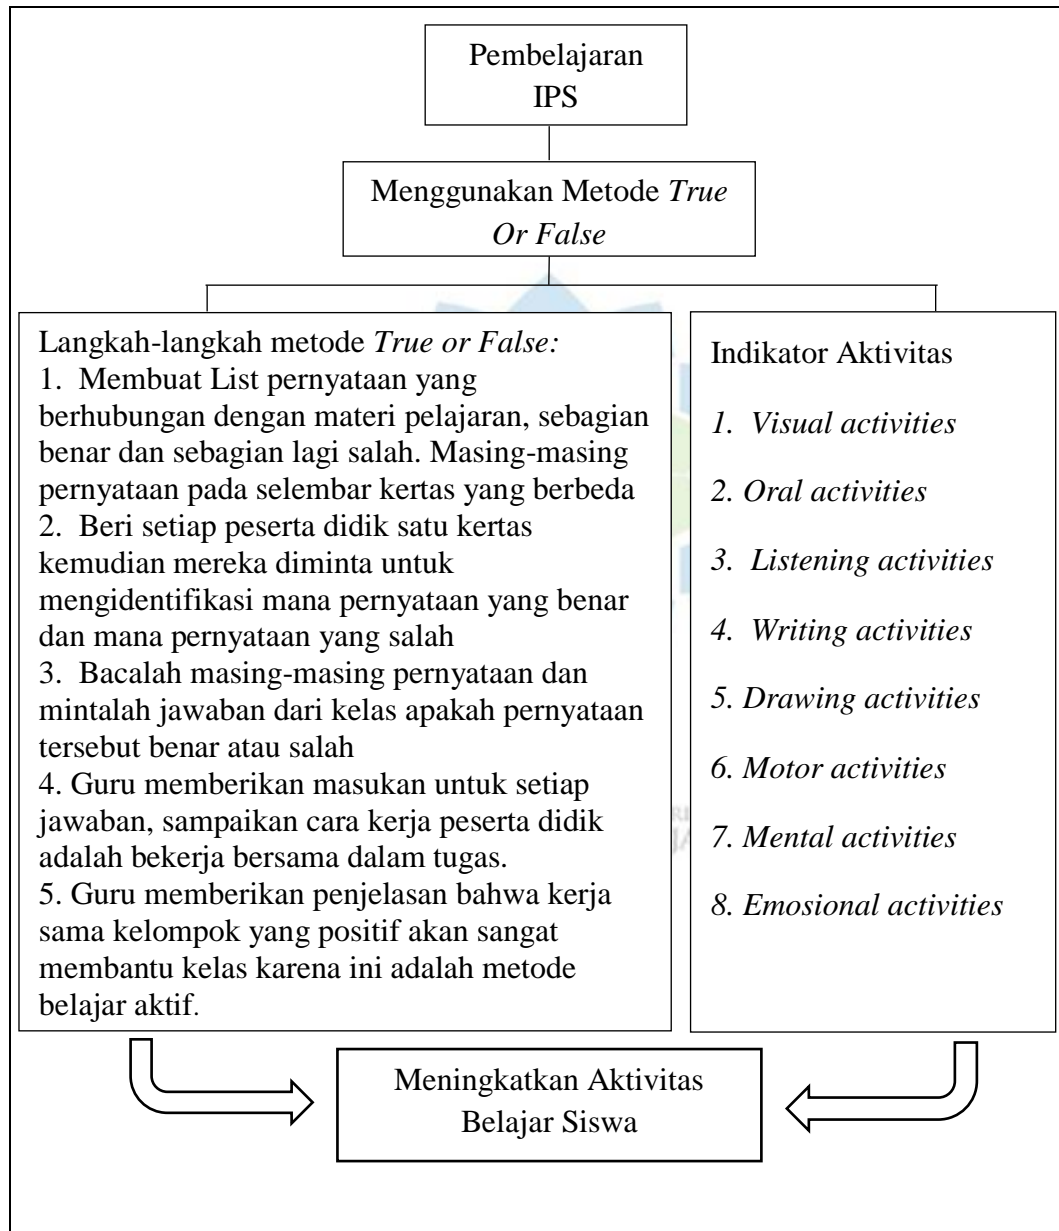 Pembelajaran
IPS
Menggunakan Metode True
Or False
Langkah-langkah metode True or False:
1. Membuat List pernyataan yang
berhubungan dengan materi pelajaran, sebagian
benar dan sebagian lagi salah. Masing-masing
pernyataan pada selembar kertas yang berbeda
2. Beri setiap peserta didik satu kertas
kemudian mereka diminta untuk
mengidentifikasi mana pernyataan yang benar
dan mana pernyataan yang salah
3. Bacalah masing-masing pernyataan dan
mintalah jawaban dari kelas apakah pernyataan
tersebut benar atau salah
4. Guru memberikan masukan untuk setiap
jawaban, sampaikan cara kerja peserta didik
adalah bekerja bersama dalam tugas.
5. Guru memberikan penjelasan bahwa kerja
sama kelompok yang positif akan sangat
membantu kelas karena ini adalah metode
belajar aktif.
Indikator Aktivitas
1. Visual activities
2. Oral activities
3. Listening activities
4. Writing activities
5. Drawing activities
6. Motor activities
7. Mental activities
8. Emosional activities
Meningkatkan Aktivitas
Belajar Siswa